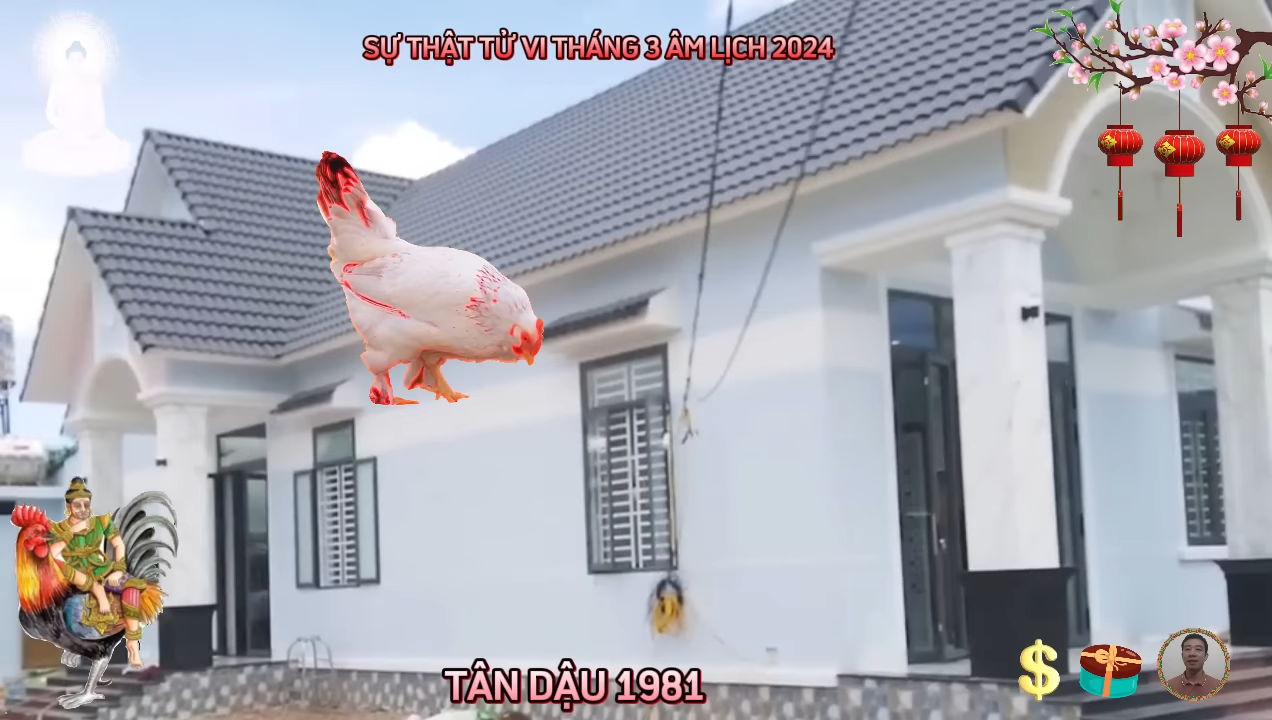 SỰ THẬT TỬ VI THÁNG 3 ÂM LỊCH 2024
TÂN DẬU 1981